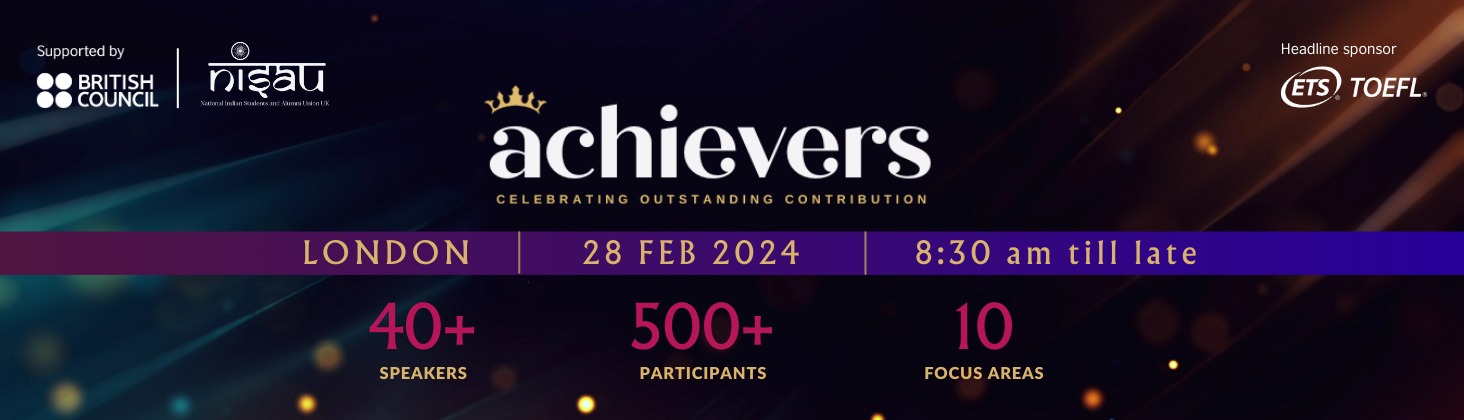 Supported by
BRITISH
COUNCIL
nisau
National Indian Students and Alumni Union UK
Headline sponsor
ETS® TOEFL®
achievers
CELEBRATING OUTSTANDING CONTRIBUTION
LONDON 28 FEB 2024 8:30 am till late
40+ 500+ 10
SPEAKERS PARTICIPANTS FOCUS AREAS